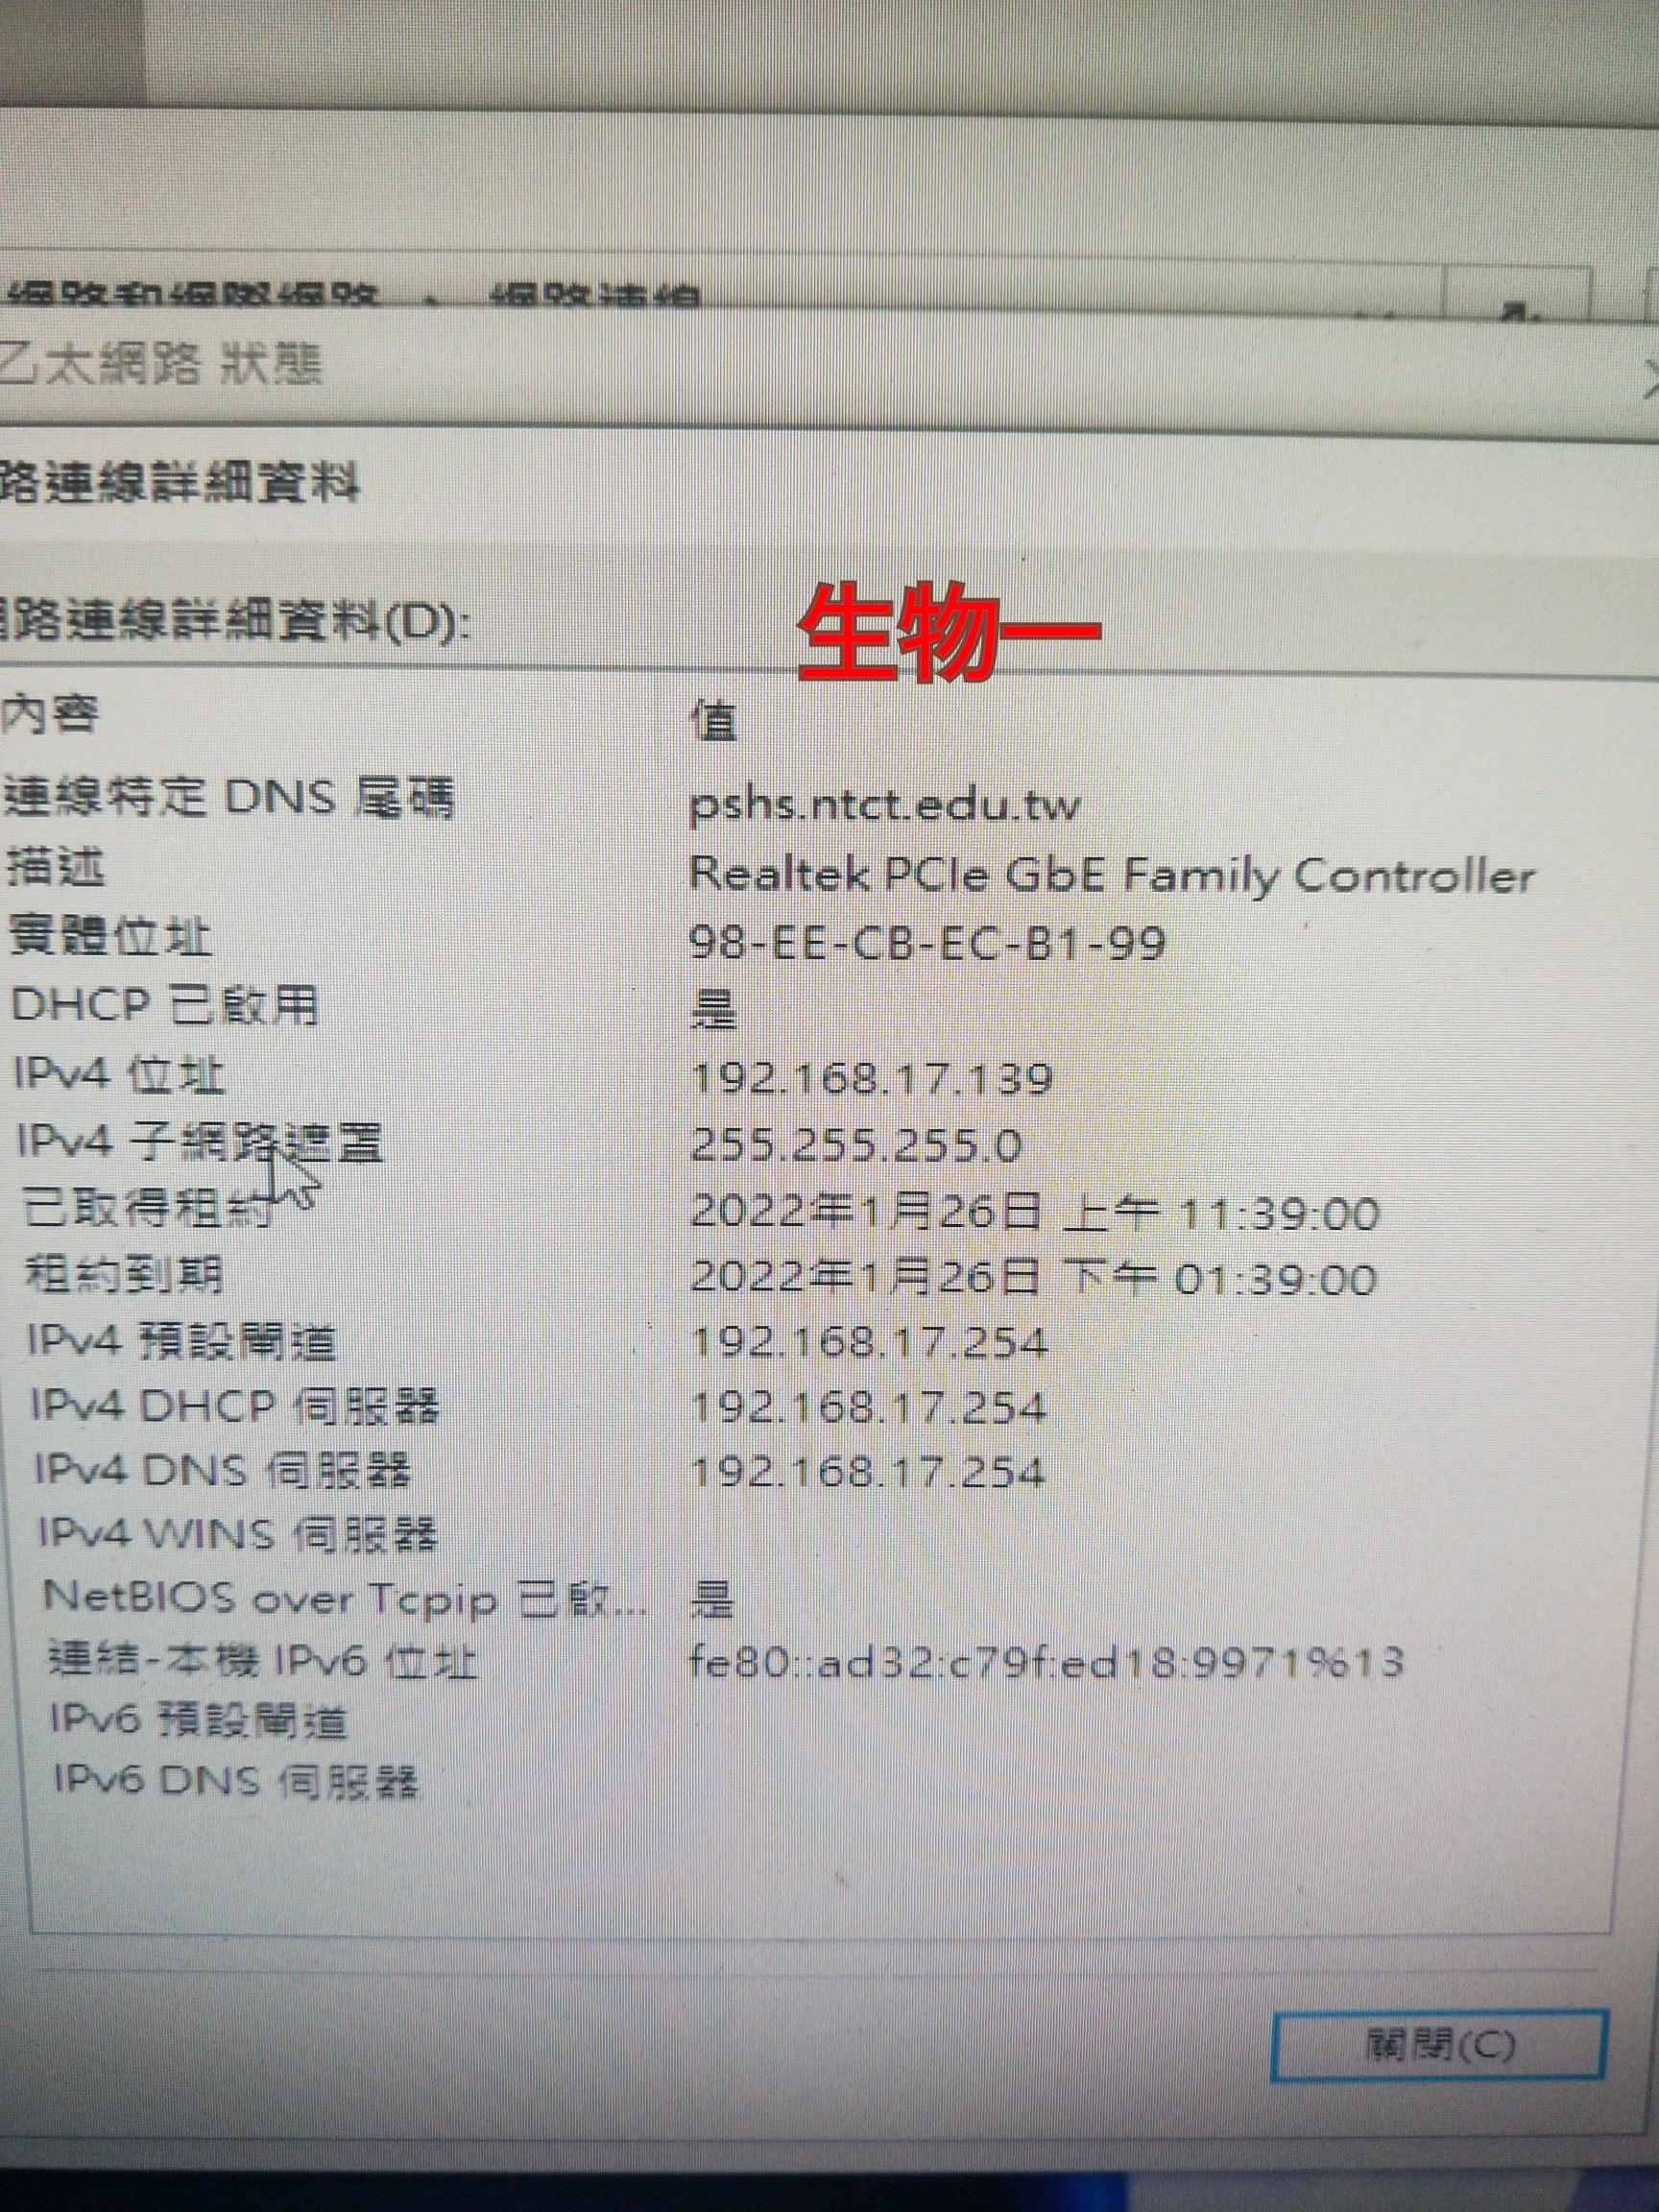 乙太網路 狀態
路連線詳細資料
網路連線詳細資料(D):
生物一
內容 值
連線特定 DNS 尾碼 pshs.ntct.edu.tw
描述 Realtek PCIe GbE Family Controller
實體位址 98-EE-CB-EC-B1-99
DHCP 已啟用 是
IPv4 位址 192.168.17.139
IPv4 子網路遮罩 255.255.255.0
已取得租約 2022年1月26日 上午 11:39:00
租約到期 2022年1月26日 下午 01:39:00
IPv4 預設閘道 192.168.17.254
IPv4 DHCP 伺服器 192.168.17.254
IPv4 DNS 伺服器 192.168.17.254
IPv4 WINS 伺服器
NetBIOS over Tcpip 已啟... 是
連結-本機 IPv6 位址 fe80::ad32:c79f:ed18:9971%13
IPv6 預設閘道
IPv6 DNS 伺服器
關閉(C)